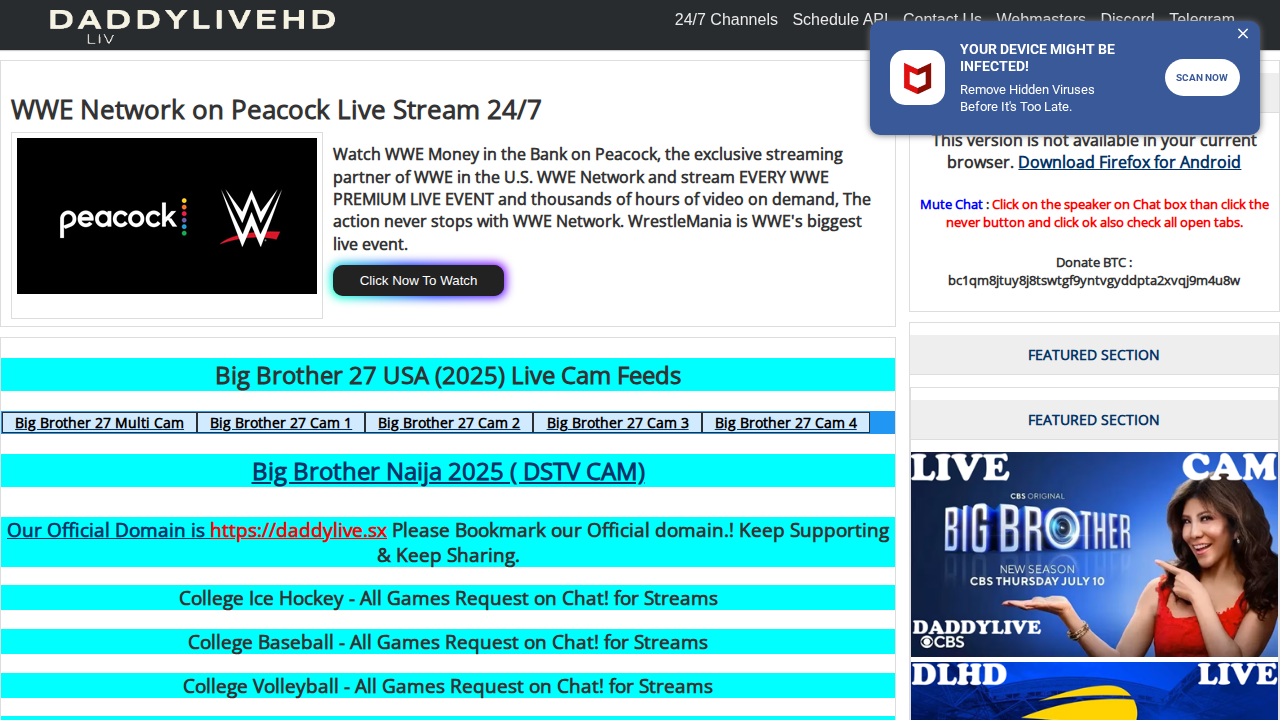 DADDYLIVEHD
LIV
24/7 Channels Schedule API Contact Us Webmasters Discord Telegram
YOUR DEVICE MIGHT BE
INFECTED!
Remove Hidden Viruses
Before It's Too Late.
SCAN NOW
WWE Network on Peacock Live Stream 24/7
peacock
Watch WWE Money in the Bank on Peacock, the exclusive streaming
partner of WWE in the U.S. WWE Network and stream EVERY WWE
PREMIUM LIVE EVENT and thousands of hours of video on demand, The
action never stops with WWE Network. WrestleMania is WWE's biggest
live event.
Click Now To Watch
This version is not available in your current
browser. Download Firefox for Android
Mute Chat : Click on the speaker on Chat box than click the
never button and click ok also check all open tabs.
Donate BTC :
bc1qm8jtuy8j8tswtgf9yntvgyddpta2xvqj9m4u8w
Big Brother 27 USA (2025) Live Cam Feeds
Big Brother 27 Multi Cam Big Brother 27 Cam 1 Big Brother 27 Cam 2 Big Brother 27 Cam 3 Big Brother 27 Cam 4
Big Brother Naija 2025 ( DSTV CAM)
Our Official Domain is https://daddylive.sx Please Bookmark our Official domain.! Keep Supporting
& Keep Sharing.
College Ice Hockey - All Games Request on Chat! for Streams
College Baseball - All Games Request on Chat! for Streams
College Volleyball - All Games Request on Chat! for Streams
FEATURED SECTION
FEATURED SECTION
LIVE CAM
CBS ORIGINAL
BIG BROTHER
NEW SEASON
CBS THURSDAY JULY 10
DADDYLIVE
CBS
DLHD LIVE